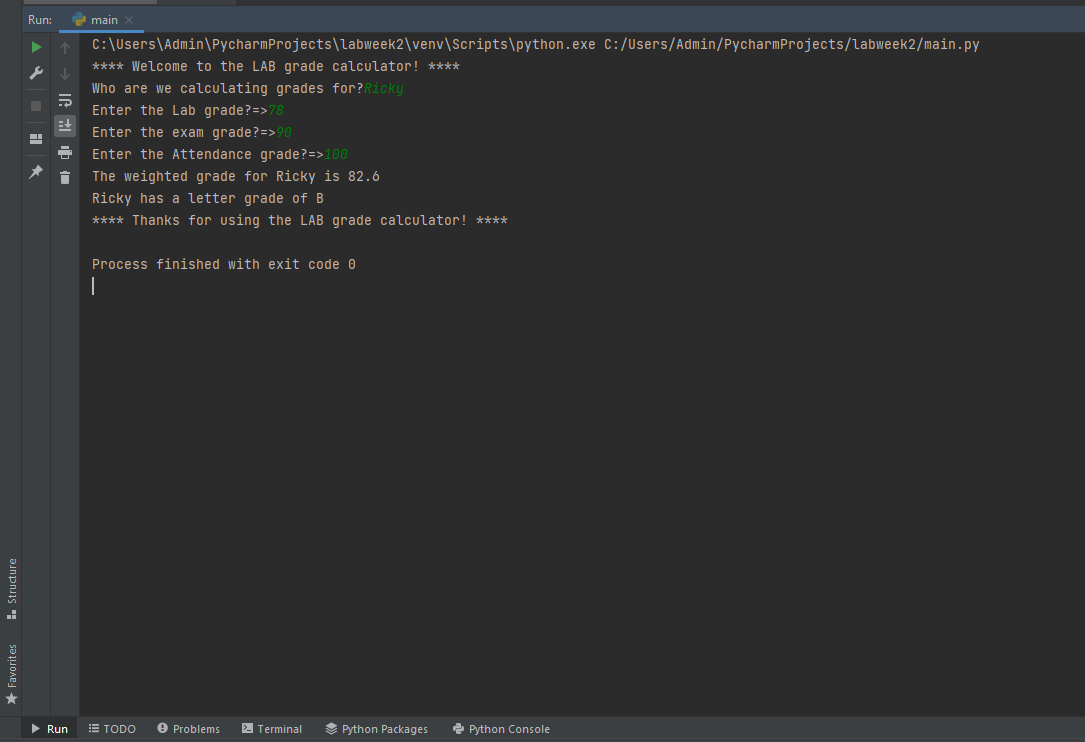 Run: main
C:\Users\Admin\PycharmProjects\labweek2\venv\Scripts\python.exe C:/Users/Admin/PycharmProjects/labweek2/main.py
**** Welcome to the LAB grade calculator! ****
Who are we calculating grades for?Ricky
Enter the Lab grade?=>78
Enter the exam grade?=>90
Enter the Attendance grade?=>100
The weighted grade for Ricky is 82.6
Ricky has a letter grade of B
**** Thanks for using the LAB grade calculator! ****
Process finished with exit code 0
Structure
Favorites
Run TODO Problems Terminal Python Packages Python Console